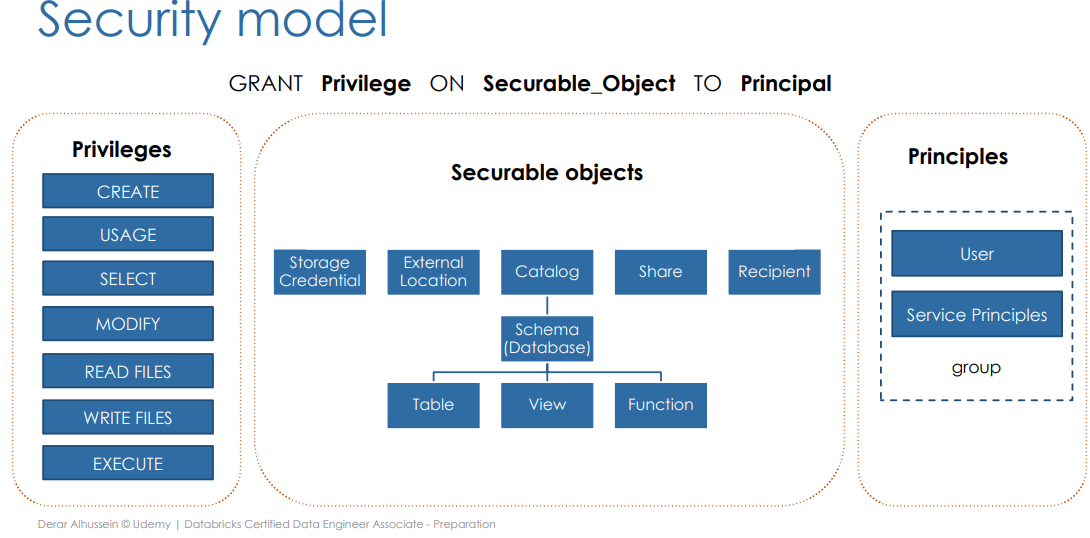 Security model
GRANT Privilege ON Securable_Object TO Principal
Privileges
CREATE
USAGE
SELECT
MODIFY
READ FILES
WRITE FILES
EXECUTE
Securable objects
Storage
Credential
External
Location
Catalog
Share
Recipient
Schema
(Database)
Table
View
Function
Principles
User
Service Principles
group
Derar Alhussein © Udemy | Databricks Certified Data Engineer Associate - Preparation